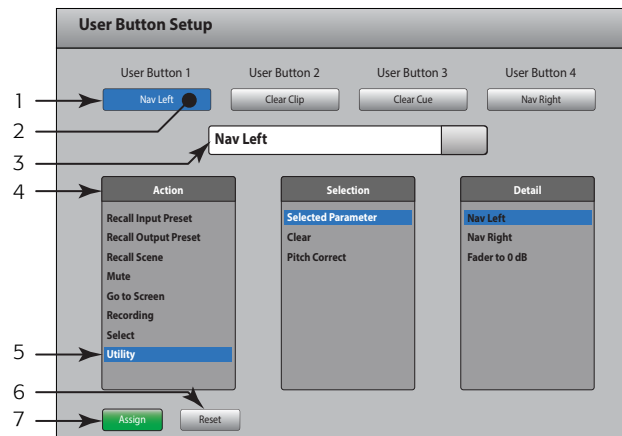 User Button Setup
User Button 1 User Button 2 User Button 3 User Button 4
1 Nav Left Clear Clip Clear Cue Nav Right
2
3 Nav Left
4 Action Selection Detail
Recall Input Preset Selected Parameter Nav Left
Recall Output Preset Clear Nav Right
Recall Scene Pitch Correct Fader to 0 dB
Mute
Go to Screen
Recording
Select
5 Utility
6
7 Assign Reset